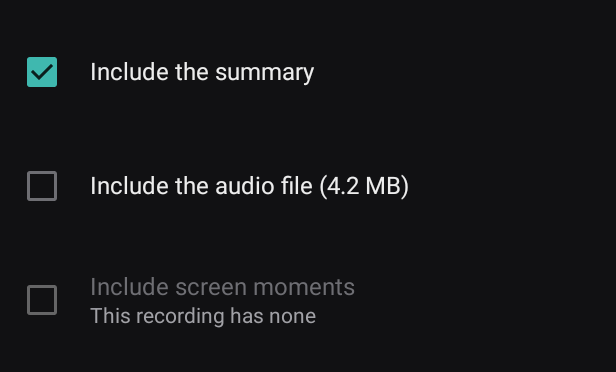 Include the summary
Include the audio file (4.2 MB)
Include screen moments
This recording has none